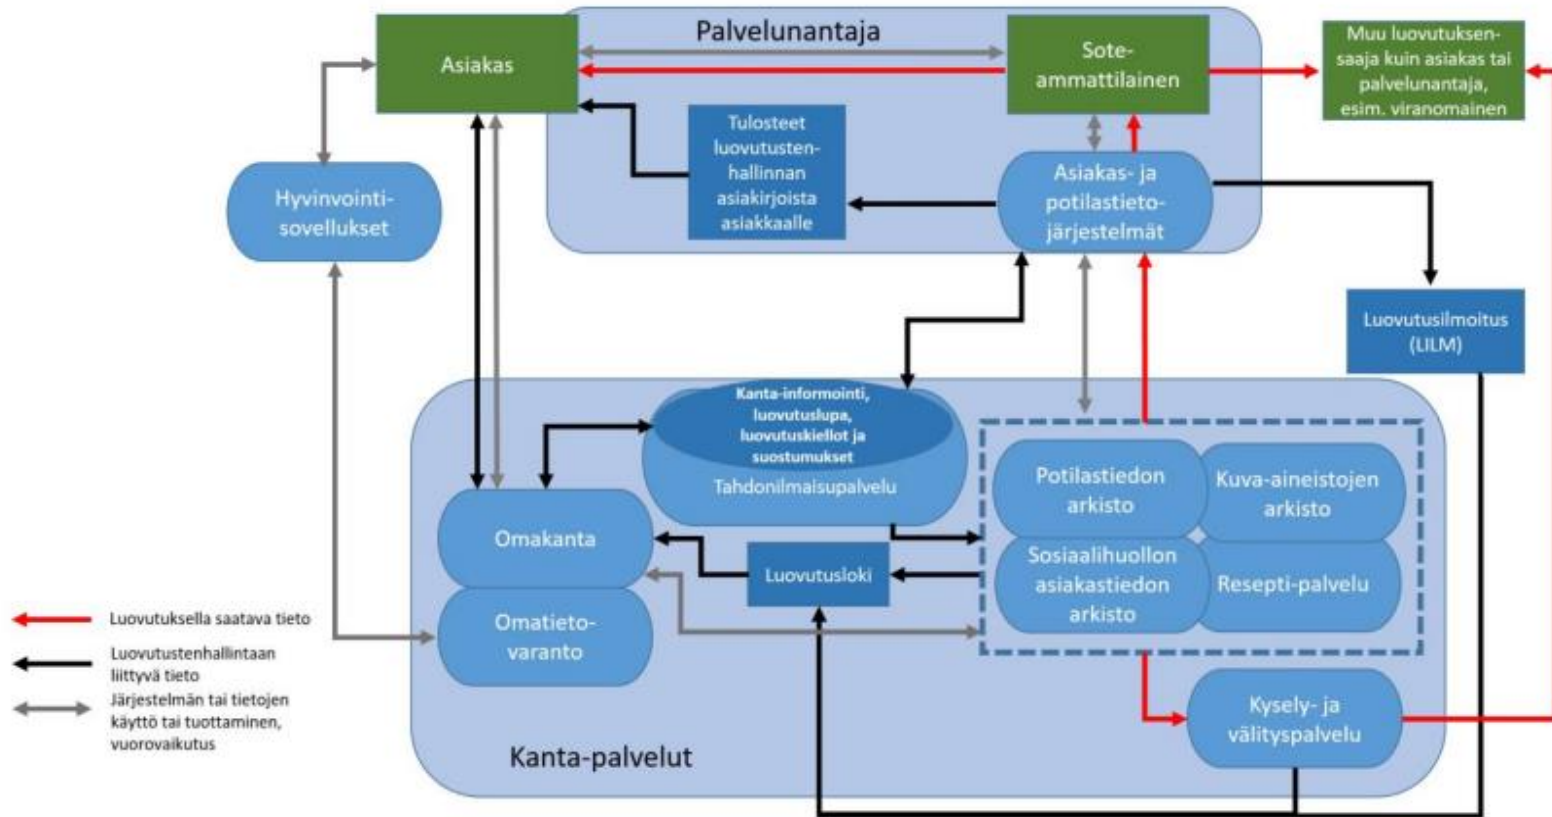 Palvelunantaja
Asiakas
Sote-
ammattilainen
Muu luovutuksen-
saaja kuin asiakas tai
palvelunantaja,
esim. viranomainen
Tulosteet
luovutusten-
hallinnan
asiakirjoista
asiakkaalle
Asiakas- ja
potilastieto-
järjestelmät
Hyvinvointi-
sovellukset
Luovutusilmoitus
(LILM)
Kanta-informointi,
luovutuslupa,
luovutuskiellot ja
suostumukset
Tahdonilmaisupalvelu
Potilastiedon
arkisto
Kuva-aineistojen
arkisto
Omakanta
Luovutusloki
Sosiaalihuollon
asiakastiedon
arkisto
Resepti-palvelu
Omatieto-
varanto
Luovutuksella saatava tieto
Luovutustenhallintaan
liittyvä tieto
Järjestelmän tai tietojen
käyttö tai tuottaminen,
vuorovaikutus
Kysely- ja
välityspalvelu
Kanta-palvelut